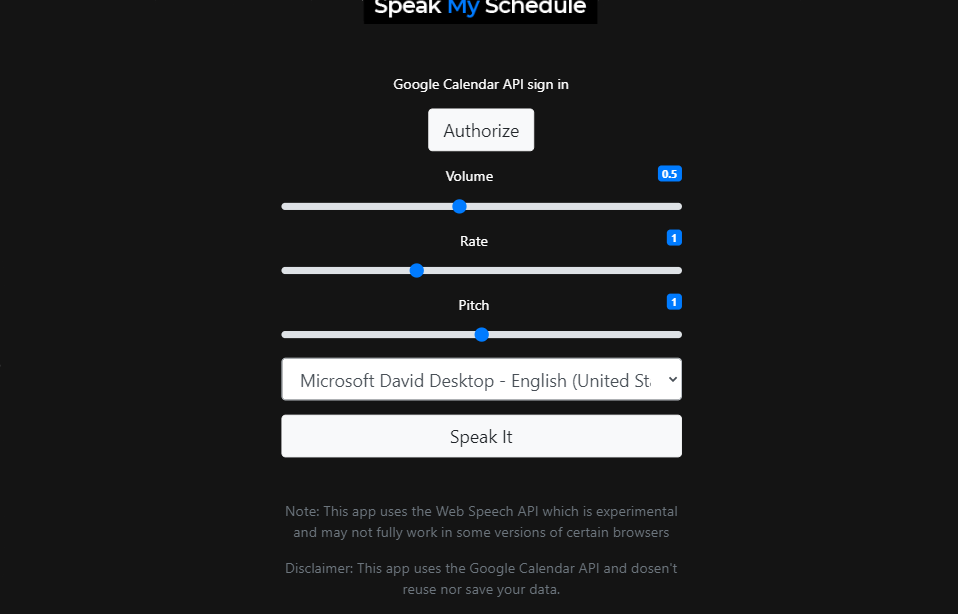 Speak My Schedule
Google Calendar API sign in
Authorize
Volume 0.5
Rate 1
Pitch 1
Microsoft David Desktop - English (United Sta
Speak It
Note: This app uses the Web Speech API which is experimental
and may not fully work in some versions of certain browsers
Disclaimer: This app uses the Google Calendar API and dosen't
reuse nor save your data.